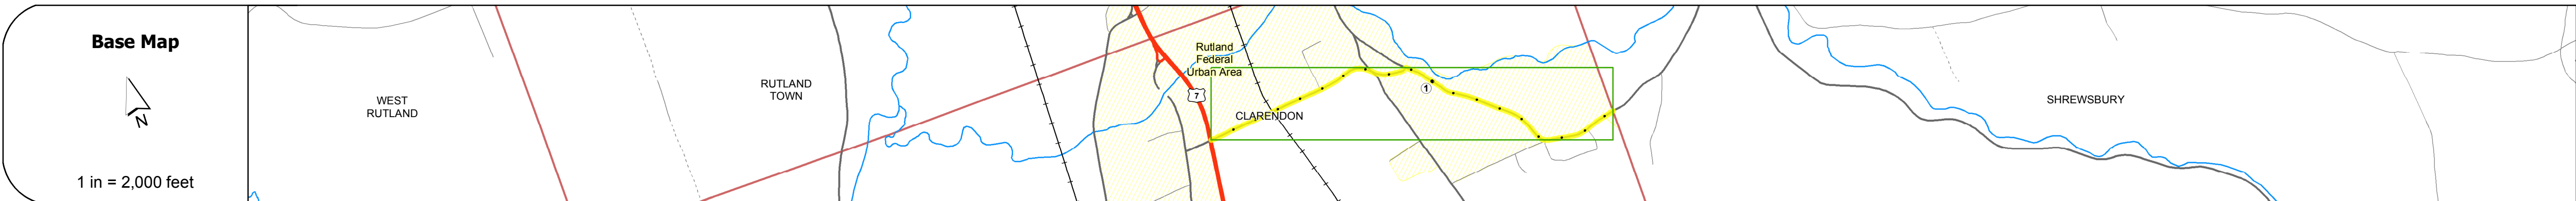 Base Map
N
1 in = 2,000 feet
WEST
RUTLAND
RUTLAND
TOWN
Rutland
Federal
Urban Area
7
CLARENDON
1
SHREWSBURY